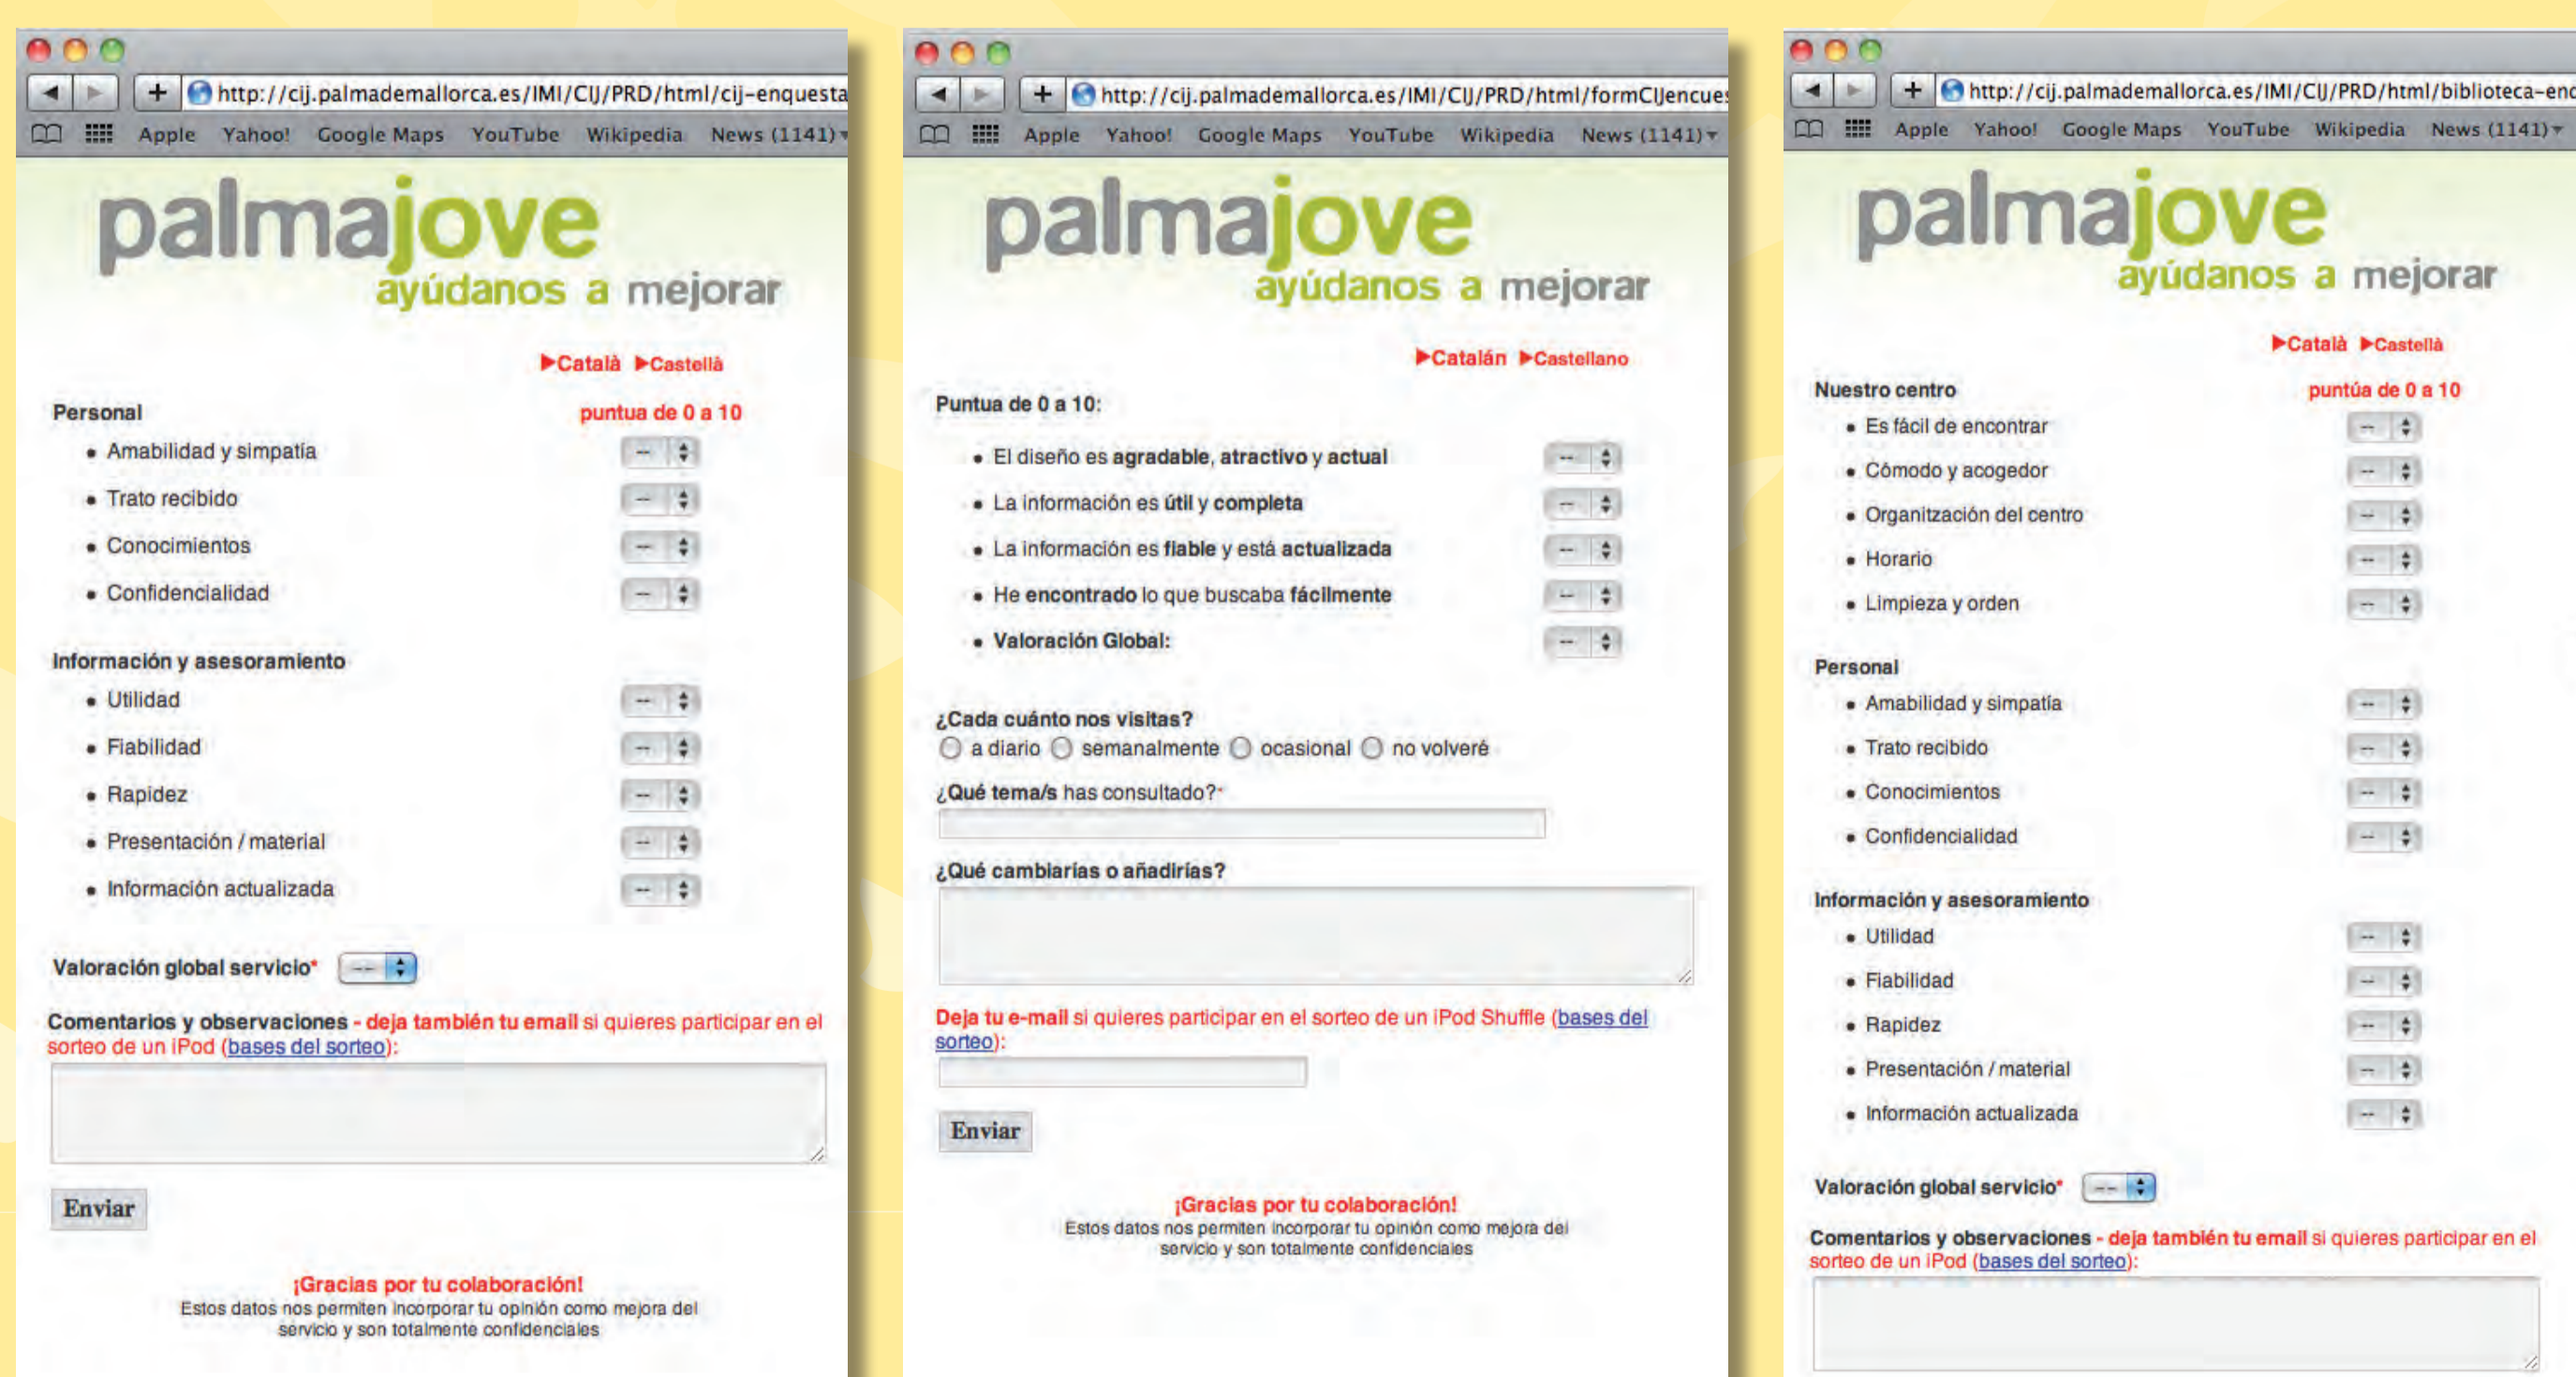 http://cij.palmademallorca.es/IMI/CIJ/PRD/html/cij-enquesta
Apple Yahoo! Google Maps YouTube Wikipedia News (1141)
palmajove
ayúdanos a mejorar
Català Castellà
Personal puntua de 0 a 10
• Amabilidad y simpatía --
• Trato recibido --
• Conocimientos --
• Confidencialidad --
Información y asesoramiento
• Utilidad --
• Fiabilidad --
• Rapidez --
• Presentación / material --
• Información actualizada --
Valoración global servicio* --
Comentarios y observaciones - deja también tu email si quieres participar en el
sorteo de un iPod (bases del sorteo):
Enviar
¡Gracias por tu colaboración!
Estos datos nos permiten incorporar tu opinión como mejora del
servicio y son totalmente confidenciales
http://cij.palmademallorca.es/IMI/CIJ/PRD/html/formCIJencues
Apple Yahoo! Google Maps YouTube Wikipedia News (1141)
palmajove
ayúdanos a mejorar
Catalán Castellano
Puntua de 0 a 10:
• El diseño es agradable, atractivo y actual --
• La información es útil y completa --
• La información es fiable y está actualizada --
• He encontrado lo que buscaba fácilmente --
• Valoración Global: --
¿Cada cuánto nos visitas?
a diario semanalmente ocasional no volveré
¿Qué tema/s has consultado?*
¿Qué cambiarías o añadirías?
Deja tu e-mail si quieres participar en el sorteo de un iPod Shuffle (bases del
sorteo):
Enviar
¡Gracias por tu colaboración!
Estos datos nos permiten incorporar tu opinión como mejora del
servicio y son totalmente confidenciales
http://cij.palmademallorca.es/IMI/CIJ/PRD/html/biblioteca-enq
Apple Yahoo! Google Maps YouTube Wikipedia News (1141)
palmajove
ayúdanos a mejorar
Català Castellà
Nuestro centro puntúa de 0 a 10
• Es fácil de encontrar --
• Cómodo y acogedor --
• Organitzación del centro --
• Horario --
• Limpieza y orden --
Personal
• Amabilidad y simpatía --
• Trato recibido --
• Conocimientos --
• Confidencialidad --
Información y asesoramiento
• Utilidad --
• Fiabilidad --
• Rapidez --
• Presentación / material --
• Información actualizada --
Valoración global servicio* --
Comentarios y observaciones - deja también tu email si quieres participar en el
sorteo de un iPod (bases del sorteo):